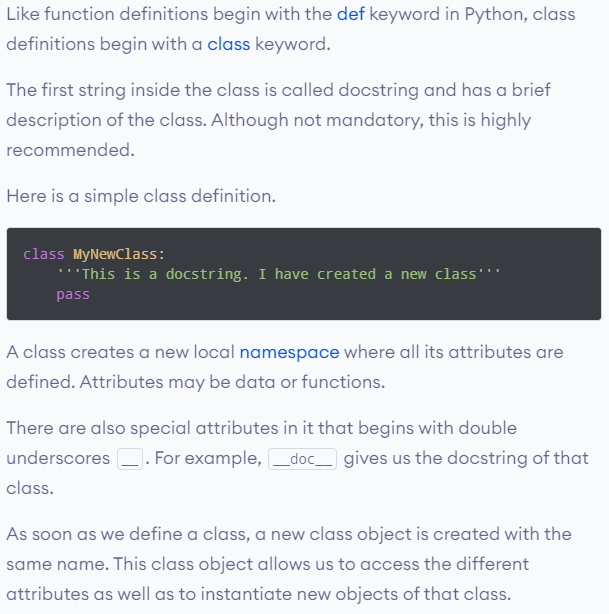 Like function definitions begin with the def keyword in Python, class
definitions begin with a class keyword.
The first string inside the class is called docstring and has a brief
description of the class. Although not mandatory, this is highly
recommended.
Here is a simple class definition.
class MyNewClass:
    '''This is a docstring. I have created a new class'''
    pass
A class creates a new local namespace where all its attributes are
defined. Attributes may be data or functions.
There are also special attributes in it that begins with double
underscores __ . For example, __doc__ gives us the docstring of that
class.
As soon as we define a class, a new class object is created with the
same name. This class object allows us to access the different
attributes as well as to instantiate new objects of that class.